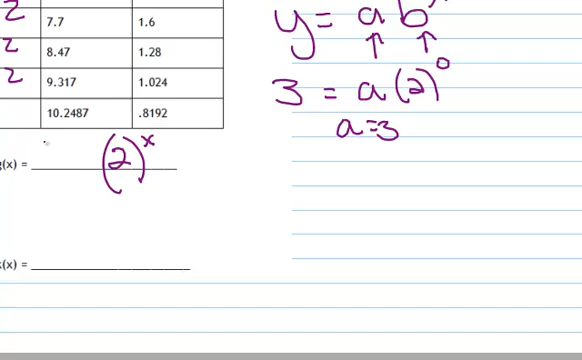 2 7.7 1.6
2 8.47 1.28
2 9.317 1.024
10.2487 .8192
(x) = (2)^x
(x) =
y = a b
3 = a (2)^0
a = 3